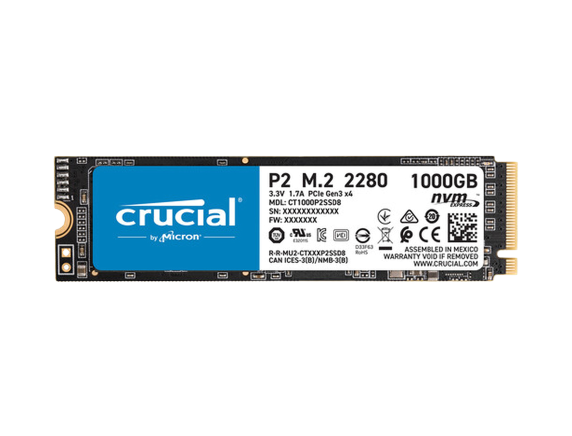 crucial®
by Micron®
P2 M.2 2280 1000GB
3.3V 1.7A PCIe Gen3 x4
MDL: CT1000P2SSD8
SN: XXXXXXXXXXXX
FW: XXXXXXX
nvm
EXPRESS
E320115
D33F63
RoHS
R-R-MU2-CTXXXP2SSD8
CAN ICES-3(B)/NMB-3(B)
ASSEMBLED IN MEXICO
WARRANTY VOID IF REMOVED
WWW.CRUCIAL.COM